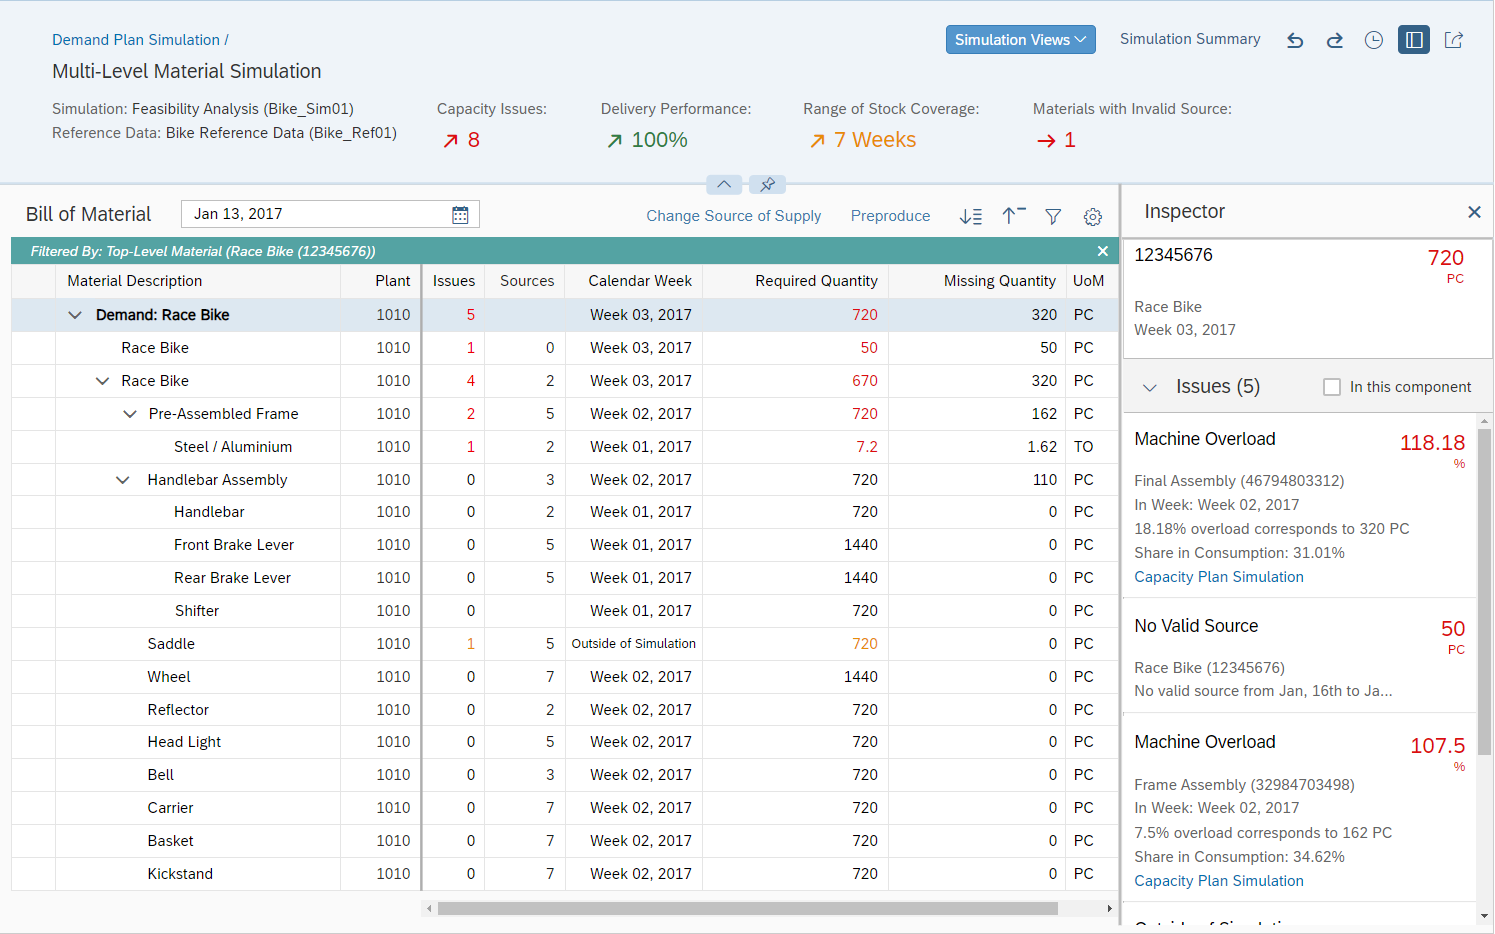 Demand Plan Simulation /
Simulation Views
Simulation Summary
Multi-Level Material Simulation
Simulation: Feasibility Analysis (Bike_Sim01)
Reference Data: Bike Reference Data (Bike_Ref01)
Capacity Issues:
8
Delivery Performance:
100%
Range of Stock Coverage:
7 Weeks
Materials with Invalid Source:
1
Bill of Material
Jan 13, 2017
Change Source of Supply
Preproduce
Filtered By: Top-Level Material (Race Bike (12345676))
Material Description Plant Issues Sources Calendar Week Required Quantity Missing Quantity UoM
Demand: Race Bike 1010 5 Week 03, 2017 720 320 PC
Race Bike 1010 1 0 Week 03, 2017 50 50 PC
Race Bike 1010 4 2 Week 03, 2017 670 320 PC
Pre-Assembled Frame 1010 2 5 Week 02, 2017 720 162 PC
Steel / Aluminium 1010 1 2 Week 01, 2017 7.2 1.62 TO
Handlebar Assembly 1010 0 3 Week 02, 2017 720 110 PC
Handlebar 1010 0 2 Week 01, 2017 720 0 PC
Front Brake Lever 1010 0 5 Week 01, 2017 1440 0 PC
Rear Brake Lever 1010 0 5 Week 01, 2017 1440 0 PC
Shifter 1010 0 Week 01, 2017 720 0 PC
Saddle 1010 1 5 Outside of Simulation 720 0 PC
Wheel 1010 0 7 Week 02, 2017 1440 0 PC
Reflector 1010 0 2 Week 02, 2017 720 0 PC
Head Light 1010 0 5 Week 02, 2017 720 0 PC
Bell 1010 0 3 Week 02, 2017 720 0 PC
Carrier 1010 0 7 Week 02, 2017 720 0 PC
Basket 1010 0 7 Week 02, 2017 720 0 PC
Kickstand 1010 0 7 Week 02, 2017 720 0 PC
Inspector
12345676
720
PC
Race Bike
Week 03, 2017
Issues (5)
In this component
Machine Overload
118.18
%
Final Assembly (46794803312)
In Week: Week 02, 2017
18.18% overload corresponds to 320 PC
Share in Consumption: 31.01%
Capacity Plan Simulation
No Valid Source
50
PC
Race Bike (12345676)
No valid source from Jan, 16th to Ja...
Machine Overload
107.5
%
Frame Assembly (32984703498)
In Week: Week 02, 2017
7.5% overload corresponds to 162 PC
Share in Consumption: 34.62%
Capacity Plan Simulation